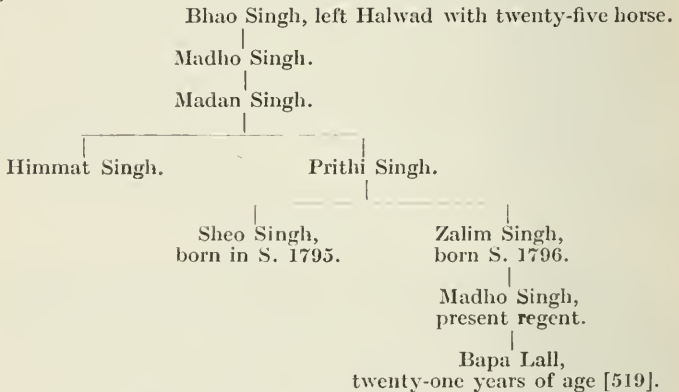 Bhao Singh, left Halwad with twenty-five horse.
Madho Singh.
Madan Singh.
Himmat Singh. Prithi Singh.
Sheo Singh, Zalim Singh,
born in S. 1795. born S. 1796.
Madho Singh,
present regent.
Bapa Lall,
twenty-one years of age [519].